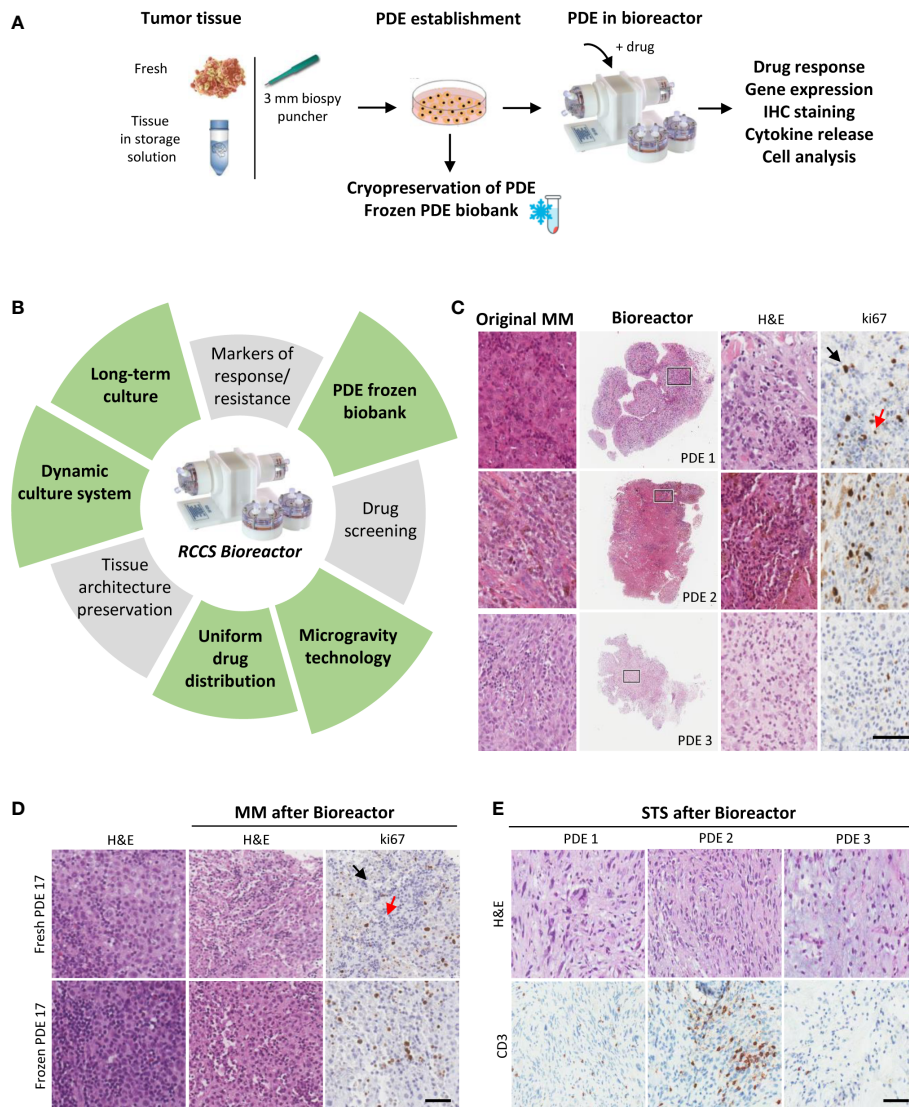 A
Tumor tissue
PDE establishment
PDE in bioreactor
Fresh
Tissue
in storage
solution
3 mm biospy
puncher
+ drug
Drug response
Gene expression
IHC staining
Cytokine release
Cell analysis
Cryopreservation of PDE
Frozen PDE biobank
B
Long-term
culture
Markers of
response/
resistance
PDE frozen
biobank
Dynamic
culture system
Drug
screening
RCCS Bioreactor
Tissue
architecture
preservation
Uniform
drug
distribution
Microgravity
technology
C
Original MM
Bioreactor
H&E
ki67
PDE 1
PDE 2
PDE 3
D
MM after Bioreactor
H&E
H&E
ki67
Fresh PDE 17
Frozen PDE 17
E
STS after Bioreactor
PDE 1
PDE 2
PDE 3
H&E
CD3